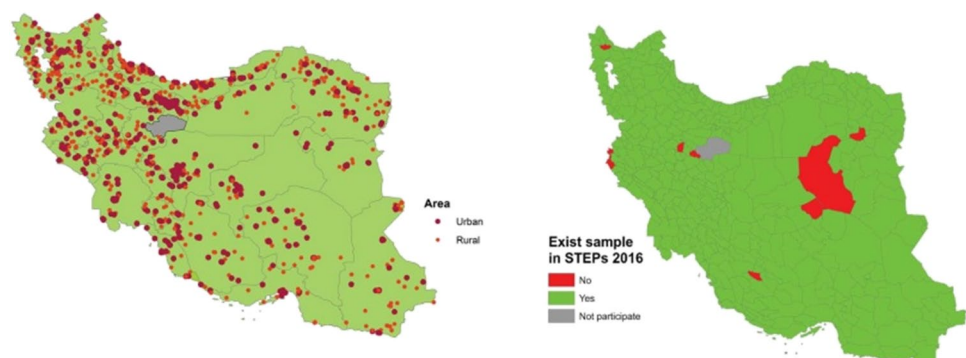 Area
Urban
Rural
Exist sample
in STEPs 2016
No
Yes
Not participate